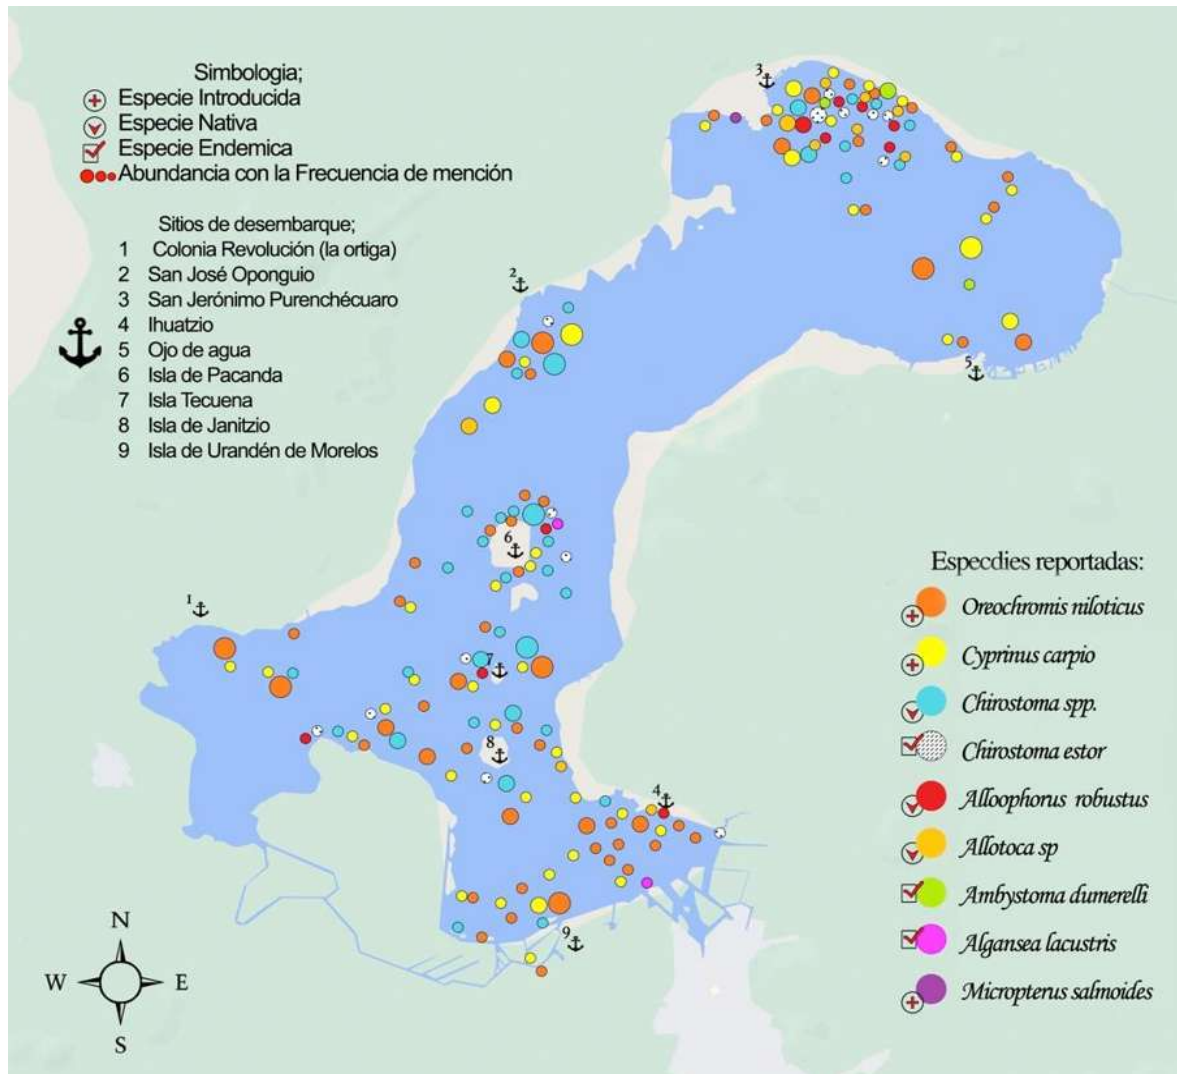 Simbologia;
Especie Introducida
Especie Nativa
Especie Endemica
Abundancia con la Frecuencia de mención
Sitios de desembarque;
1 Colonia Revolución (la ortiga)
2 San José Oponguio
3 San Jerónimo Purenchécuaro
4 Ihuatzio
5 Ojo de agua
6 Isla de Pacanda
7 Isla Tecuena
8 Isla de Janitzio
9 Isla de Urandén de Morelos
3
2
5
6
1
7
8
4
9
Especdies reportadas:
Oreochromis niloticus
Cyprinus carpio
Chirostoma spp.
Chirostoma estor
Alloophorus robustus
Allotoca sp
Ambystoma dumerelli
Algansea lacustris
Micropterus salmoides
N
W E
S